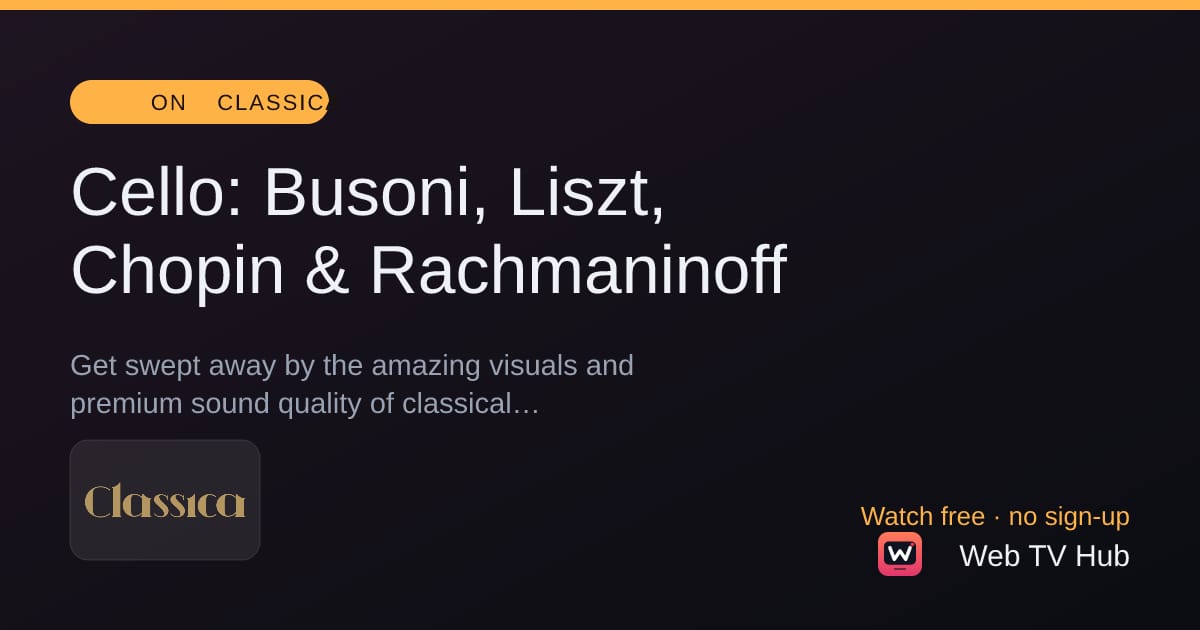 ON CLASSICA
Cello: Busoni, Liszt,
Chopin & Rachmaninoff
Get swept away by the amazing visuals and
premium sound quality of classical…
Classica
Watch free · no sign-up
W
Web TV Hub